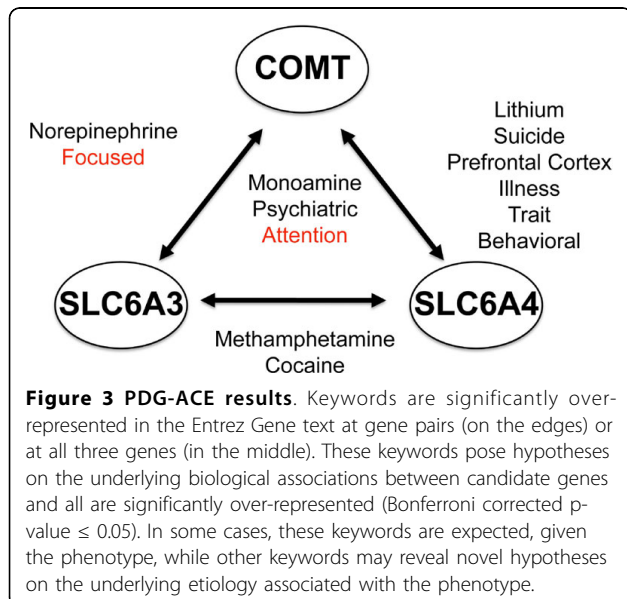 COMT
Norepinephrine
Focused
Lithium
Suicide
Prefrontal Cortex
Illness
Trait
Behavioral
Monoamine
Psychiatric
Attention
SLC6A3
SLC6A4
Methamphetamine
Cocaine
Figure 3 PDG-ACE results. Keywords are significantly over-
represented in the Entrez Gene text at gene pairs (on the edges) or
at all three genes (in the middle). These keywords pose hypotheses
on the underlying biological associations between candidate genes
and all are significantly over-represented (Bonferroni corrected p-
value ≤ 0.05). In some cases, these keywords are expected, given
the phenotype, while other keywords may reveal novel hypotheses
on the underlying etiology associated with the phenotype.